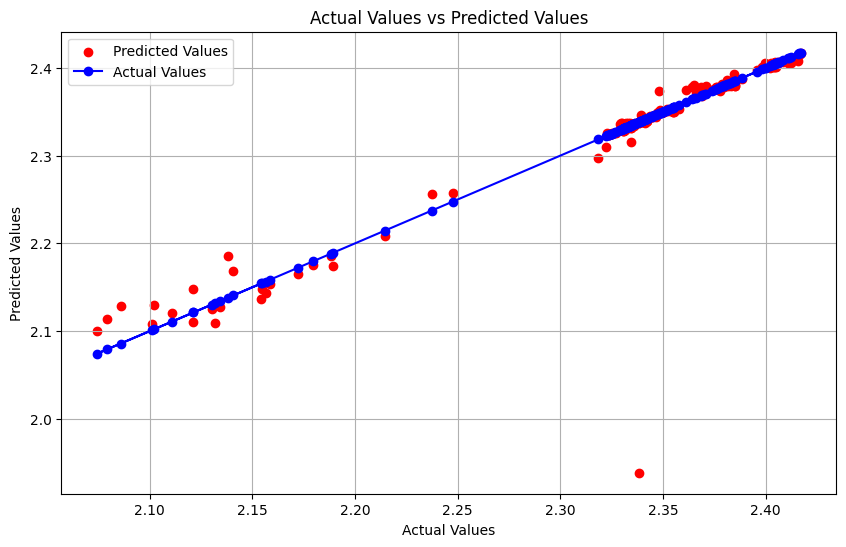 Actual Values vs Predicted Values
Predicted Values
Actual Values
2.4
2.3
2.2
2.1
2.0
Predicted Values
2.10
2.15
2.20
2.25
2.30
2.35
2.40
Actual Values